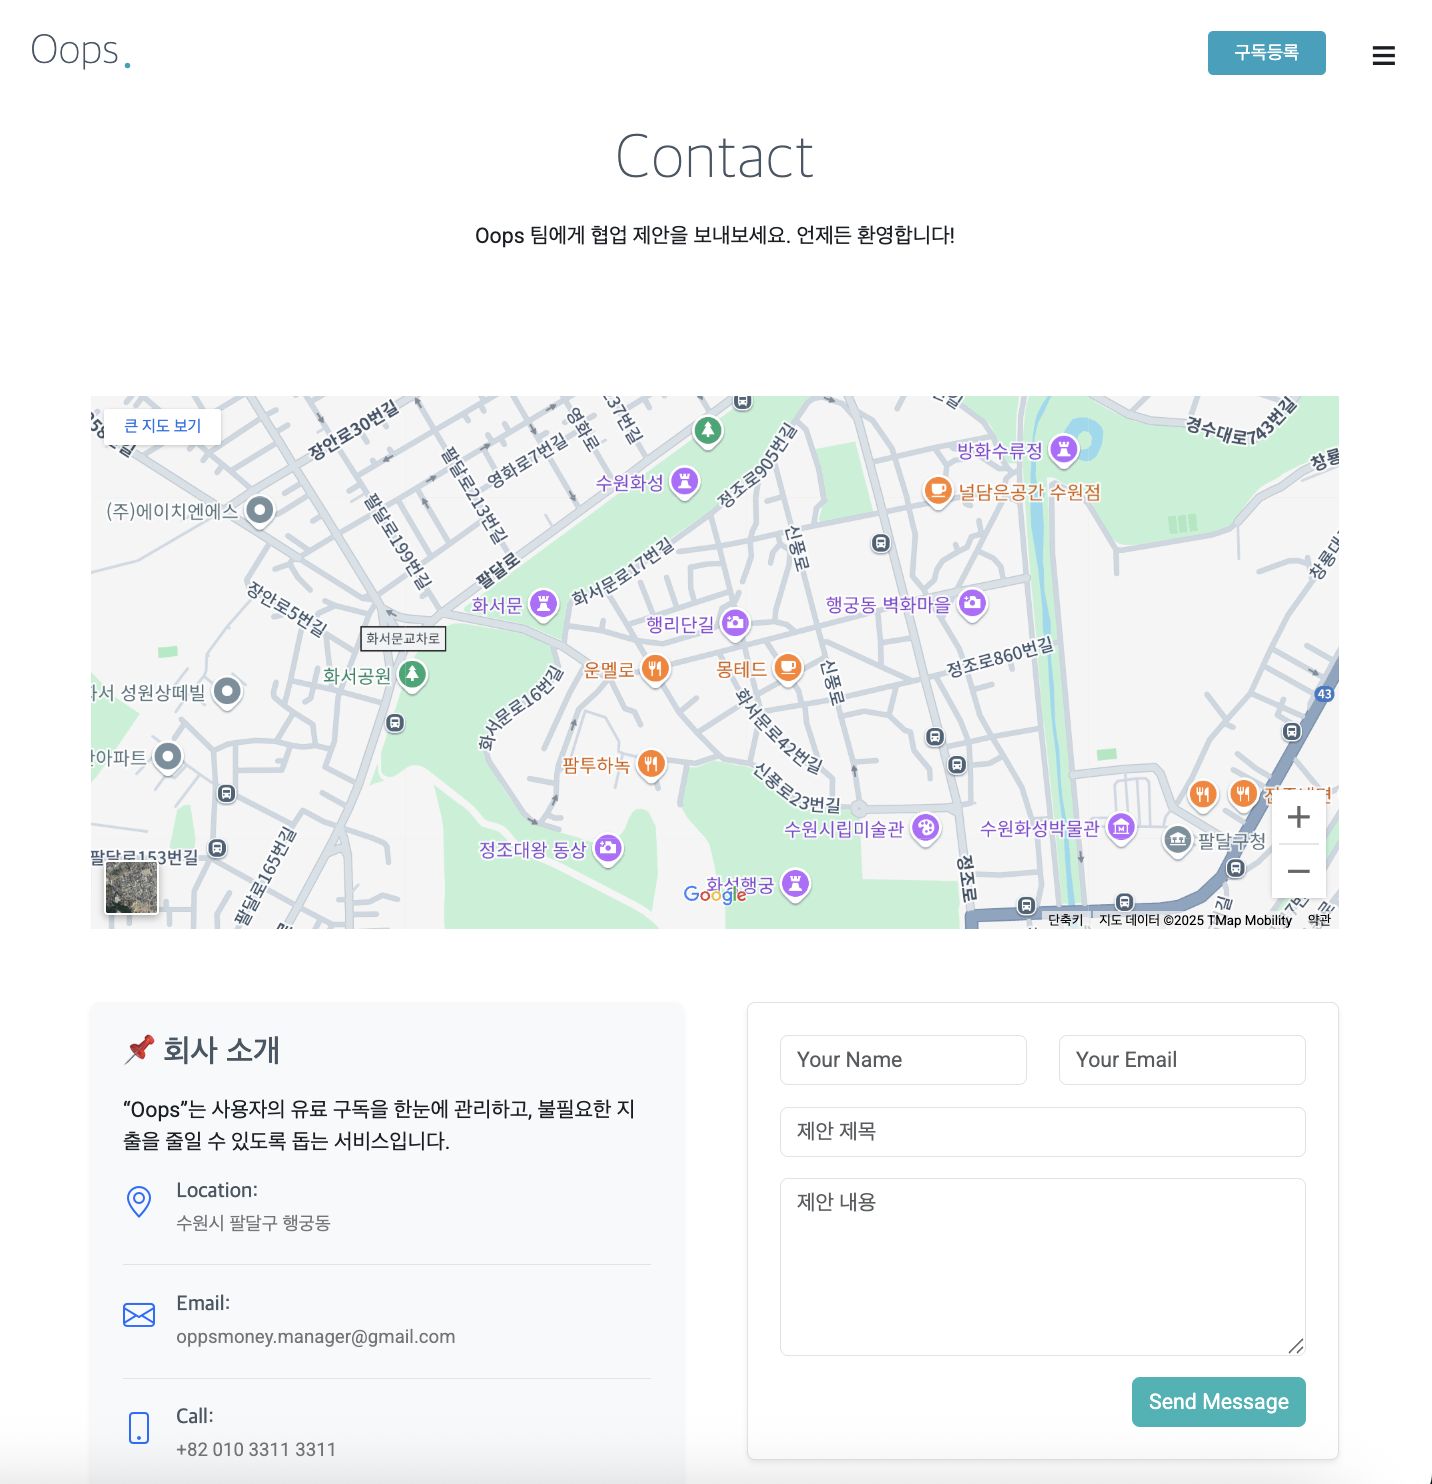 Oops.
구독등록
Contact
Oops 팀에게 협업 제안을 보내보세요. 언제든 환영합니다!
큰 지도 보기
장안로30번길
영화로
237번길
경수대로743번길
창룡
팔달로213번길
영화로7번길
수원화성
정조로905번길
방화수류정
널담은공간 수원점
(주)에이치엔에스
팔달로199번길
팔달로
화서문로17번길
신풍로
창룡대
장안로5번길
화서문
행리단길
행궁동 벽화마을
화서문교차로
화서공원
운멜로
몽테드
신풍로
정조로860번길
성원상떼빌
화서문로16번길
화서문로42번길
43
아파트
팜투하녹
신풍로23번길
수원시립미술관
수원화성박물관
팔달구청
정조대왕 동상
팔달로153번길
팔달로165번길
화성행궁
정조로
Google
단축키
지도 데이터 ©2025 TMap Mobility
약관
회사 소개
“Oops”는 사용자의 유료 구독을 한눈에 관리하고, 불필요한 지
출을 줄일 수 있도록 돕는 서비스입니다.
Location:
수원시 팔달구 행궁동
Email:
oppsmoney.manager@gmail.com
Call:
+82 010 3311 3311
Your Name
Your Email
제안 제목
제안 내용
Send Message